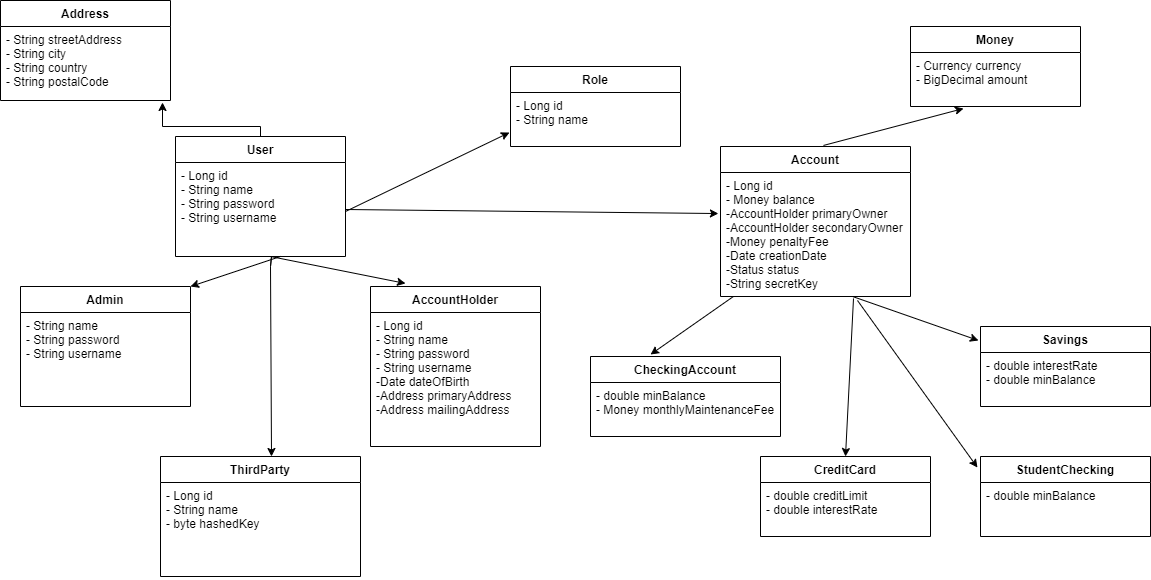 Address
- String streetAddress
- String city
- String country
- String postalCode
Money
- Currency currency
- BigDecimal amount
Role
- Long id
- String name
User
- Long id
- String name
- String password
- String username
Account
- Long id
- Money balance
-AccountHolder primaryOwner
-AccountHolder secondaryOwner
-Money penaltyFee
-Date creationDate
-Status status
-String secretKey
Admin
- String name
- String password
- String username
AccountHolder
- Long id
- String name
- String password
- String username
-Date dateOfBirth
-Address primaryAddress
-Address mailingAddress
Savings
- double interestRate
- double minBalance
CheckingAccount
- double minBalance
- Money monthlyMaintenanceFee
ThirdParty
- Long id
- String name
- byte hashedKey
CreditCard
- double creditLimit
- double interestRate
StudentChecking
- double minBalance